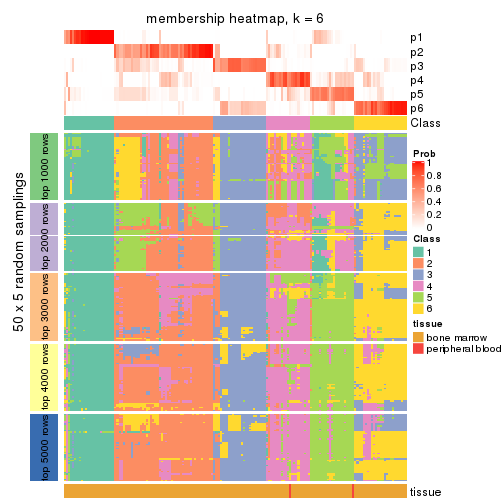 membership heatmap, k = 6
p1
p2
p3
p4
p5
p6
Class
50 x 5 random samplings
top 1000 rows
top 2000 rows
top 3000 rows
top 4000 rows
top 5000 rows
Prob
1
0.8
0.6
0.4
0.2
0
Class
1
2
3
4
5
6
tissue
bone marrow
peripheral blood
tissue